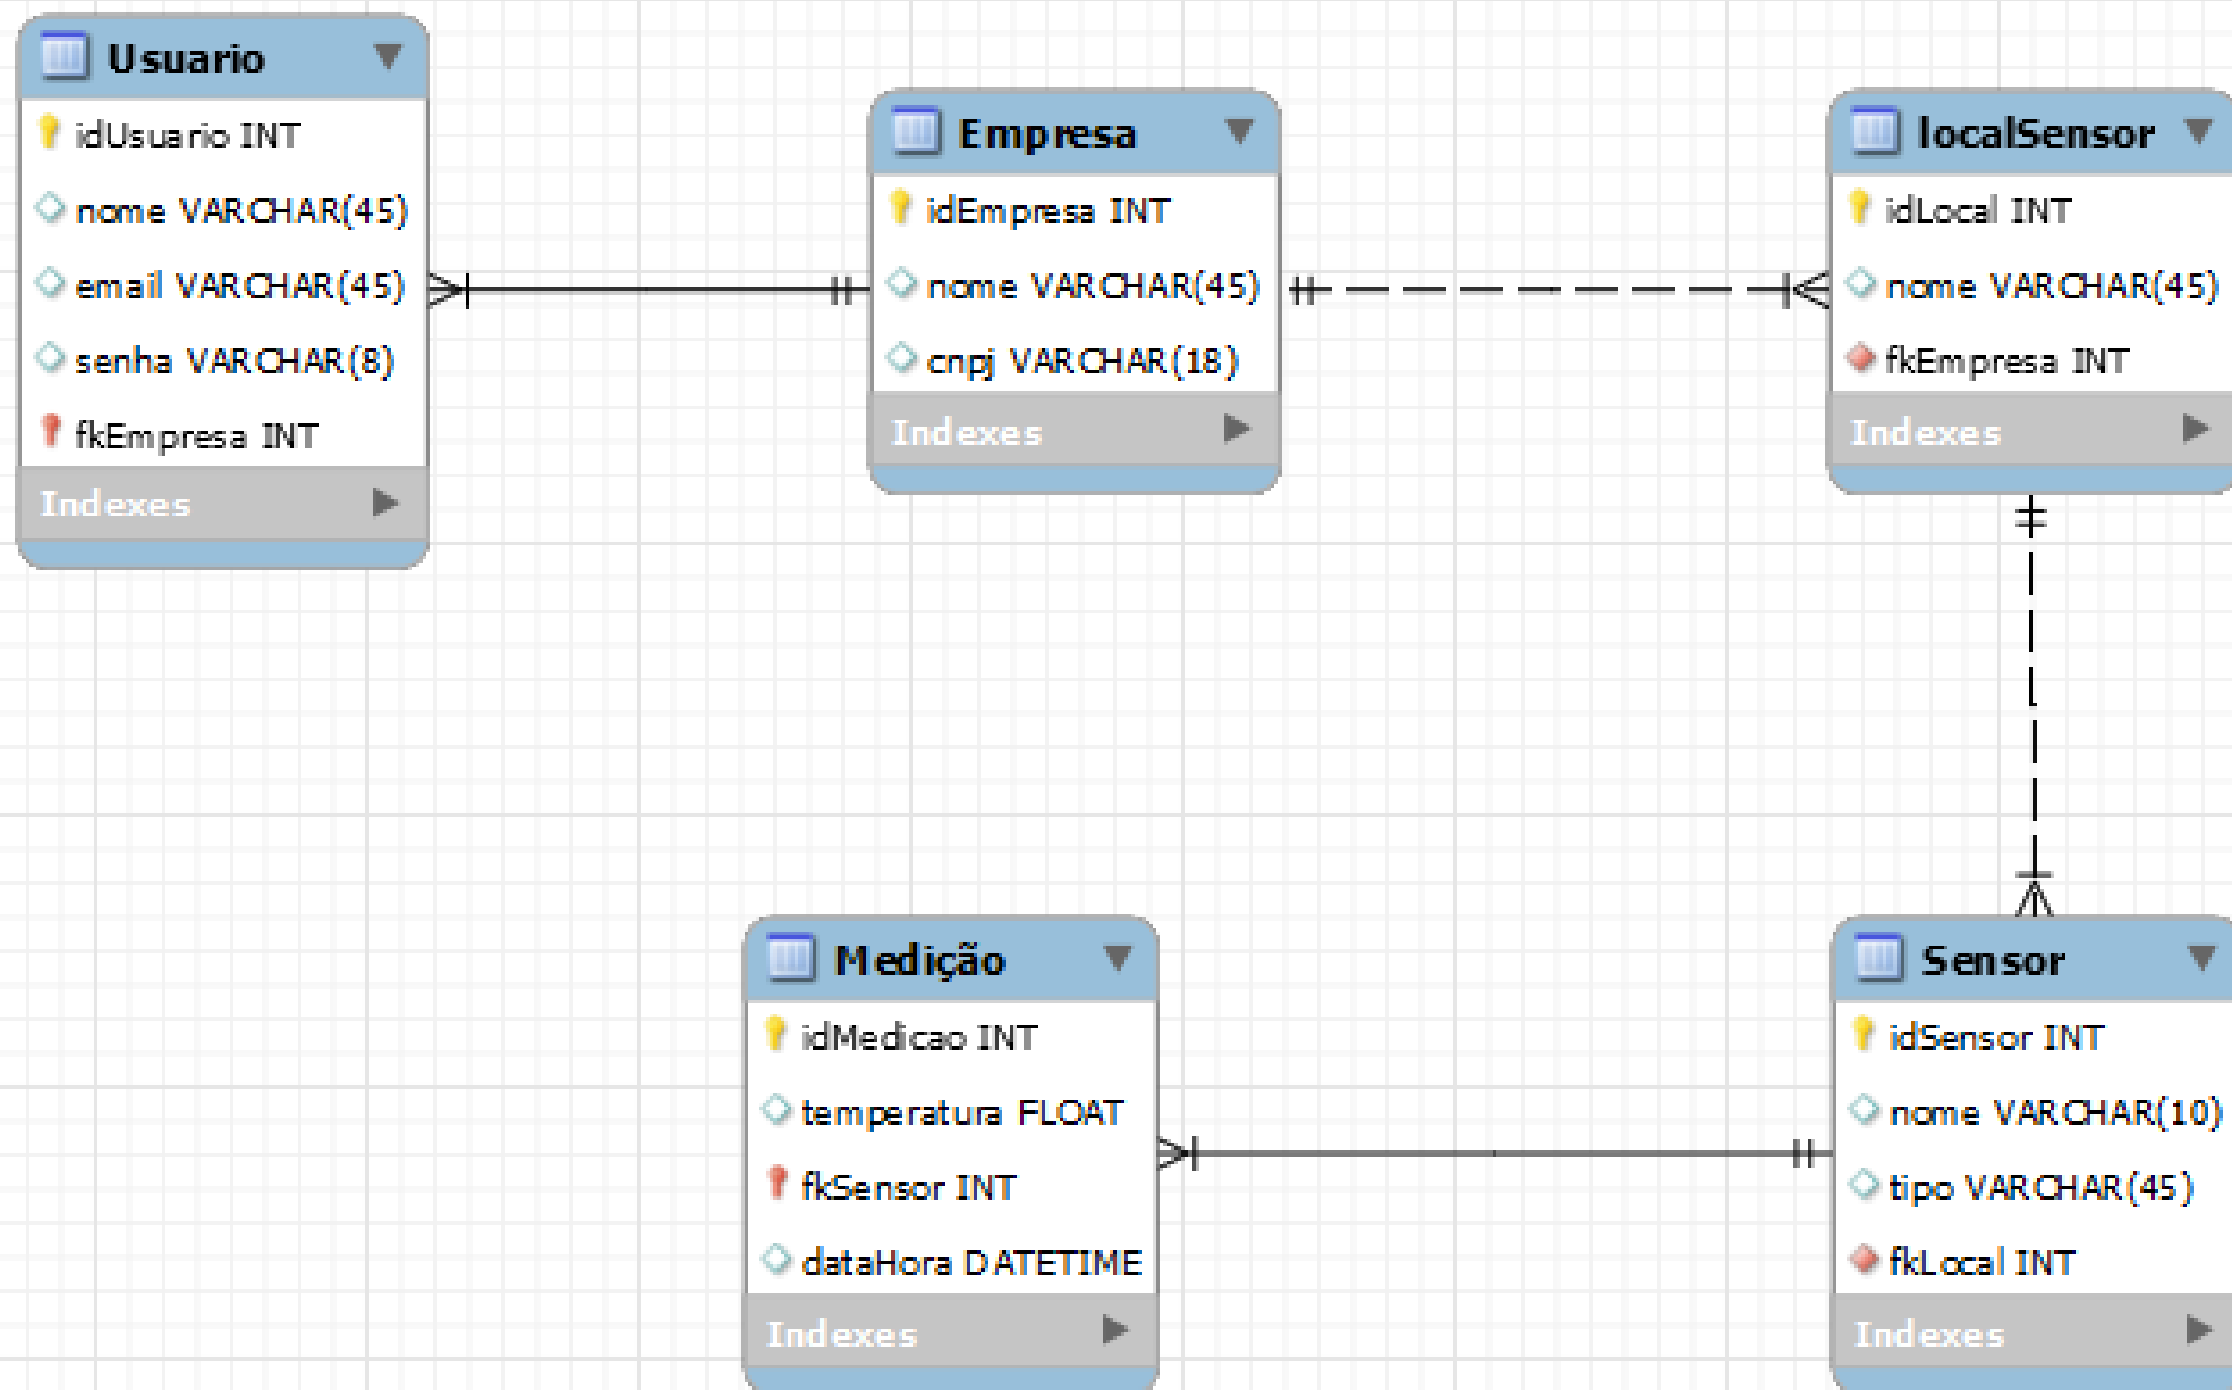 Usuario
idUsuario INT
nome VARCHAR(45)
email VARCHAR(45)
senha VARCHAR(8)
fkEmpresa INT
Indexes
Empresa
idEmpresa INT
nome VARCHAR(45)
cnpj VARCHAR(18)
Indexes
localSensor
idLocal INT
nome VARCHAR(45)
fkEmpresa INT
Indexes
Medição
idMedicao INT
temperatura FLOAT
fkSensor INT
dataHora DATETIME
Indexes
Sensor
idSensor INT
nome VARCHAR(10)
tipo VARCHAR(45)
fkLocal INT
Indexes